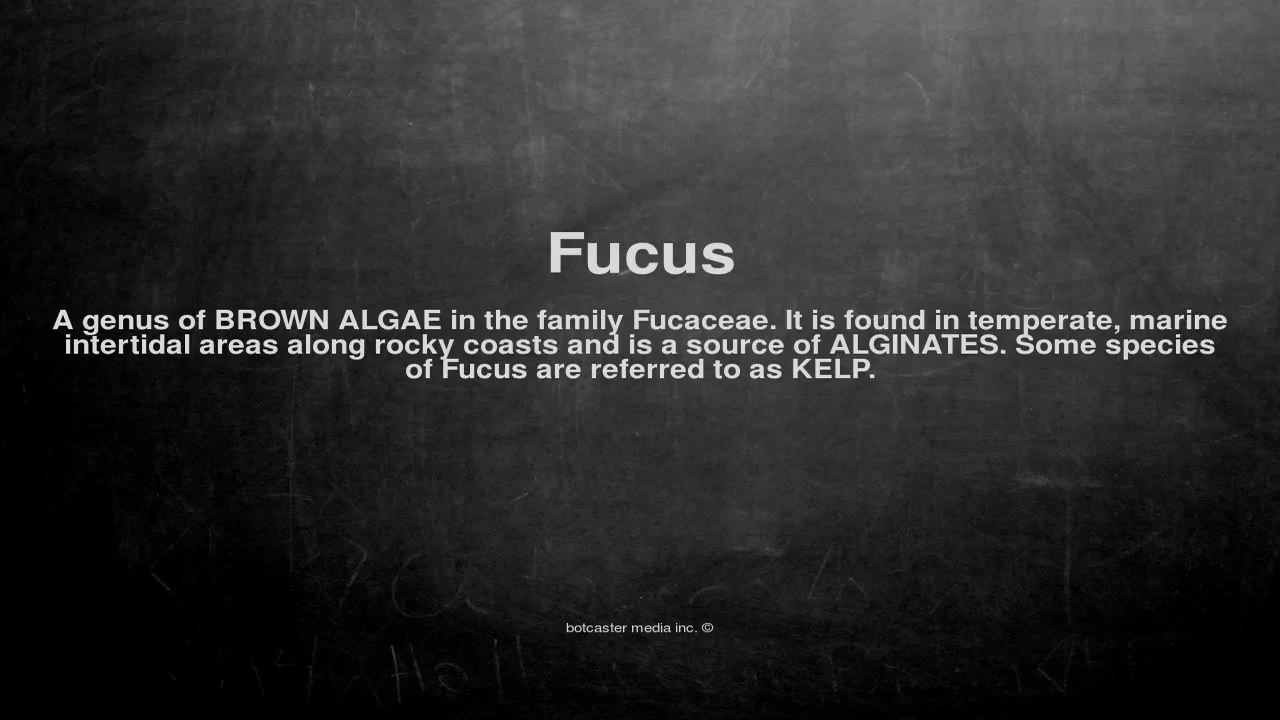 Fucus
A genus of BROWN ALGAE in the family Fucaceae. It is found in temperate, marine
intertidal areas along rocky coasts and is a source of ALGINATES. Some species
of Fucus are referred to as KELP.
botcaster media inc. ©